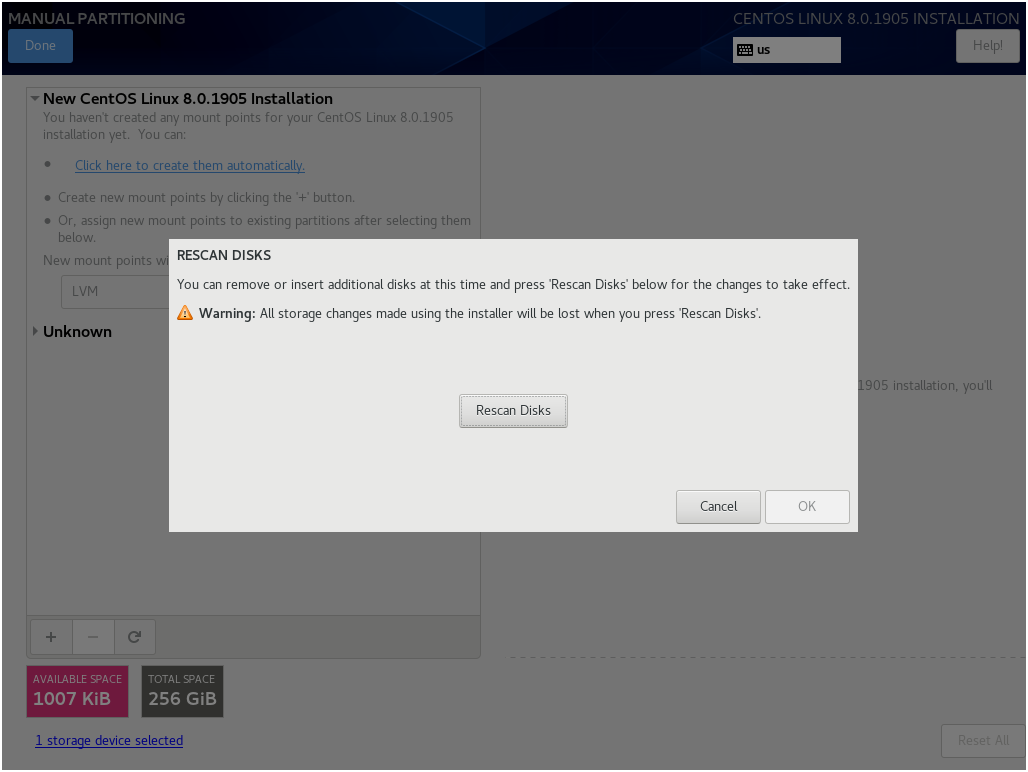 MANUAL PARTITIONING
CENTOS LINUX 8.0.1905 INSTALLATION
Done
us
Help!
New CentOS Linux 8.0.1905 Installation
You haven't created any mount points for your CentOS Linux 8.0.1905
installation yet.  You can:
• Click here to create them automatically.
• Create new mount points by clicking the '+' button.
• Or, assign new mount points to existing partitions after selecting them
below.
New mount points wi
LVM
Unknown
RESCAN DISKS
You can remove or insert additional disks at this time and press 'Rescan Disks' below for the changes to take effect.
Warning: All storage changes made using the installer will be lost when you press 'Rescan Disks'.
1905 installation, you'll
Rescan Disks
Cancel
OK
+
−
AVAILABLE SPACE
1007 KiB
TOTAL SPACE
256 GiB
1 storage device selected
Reset All